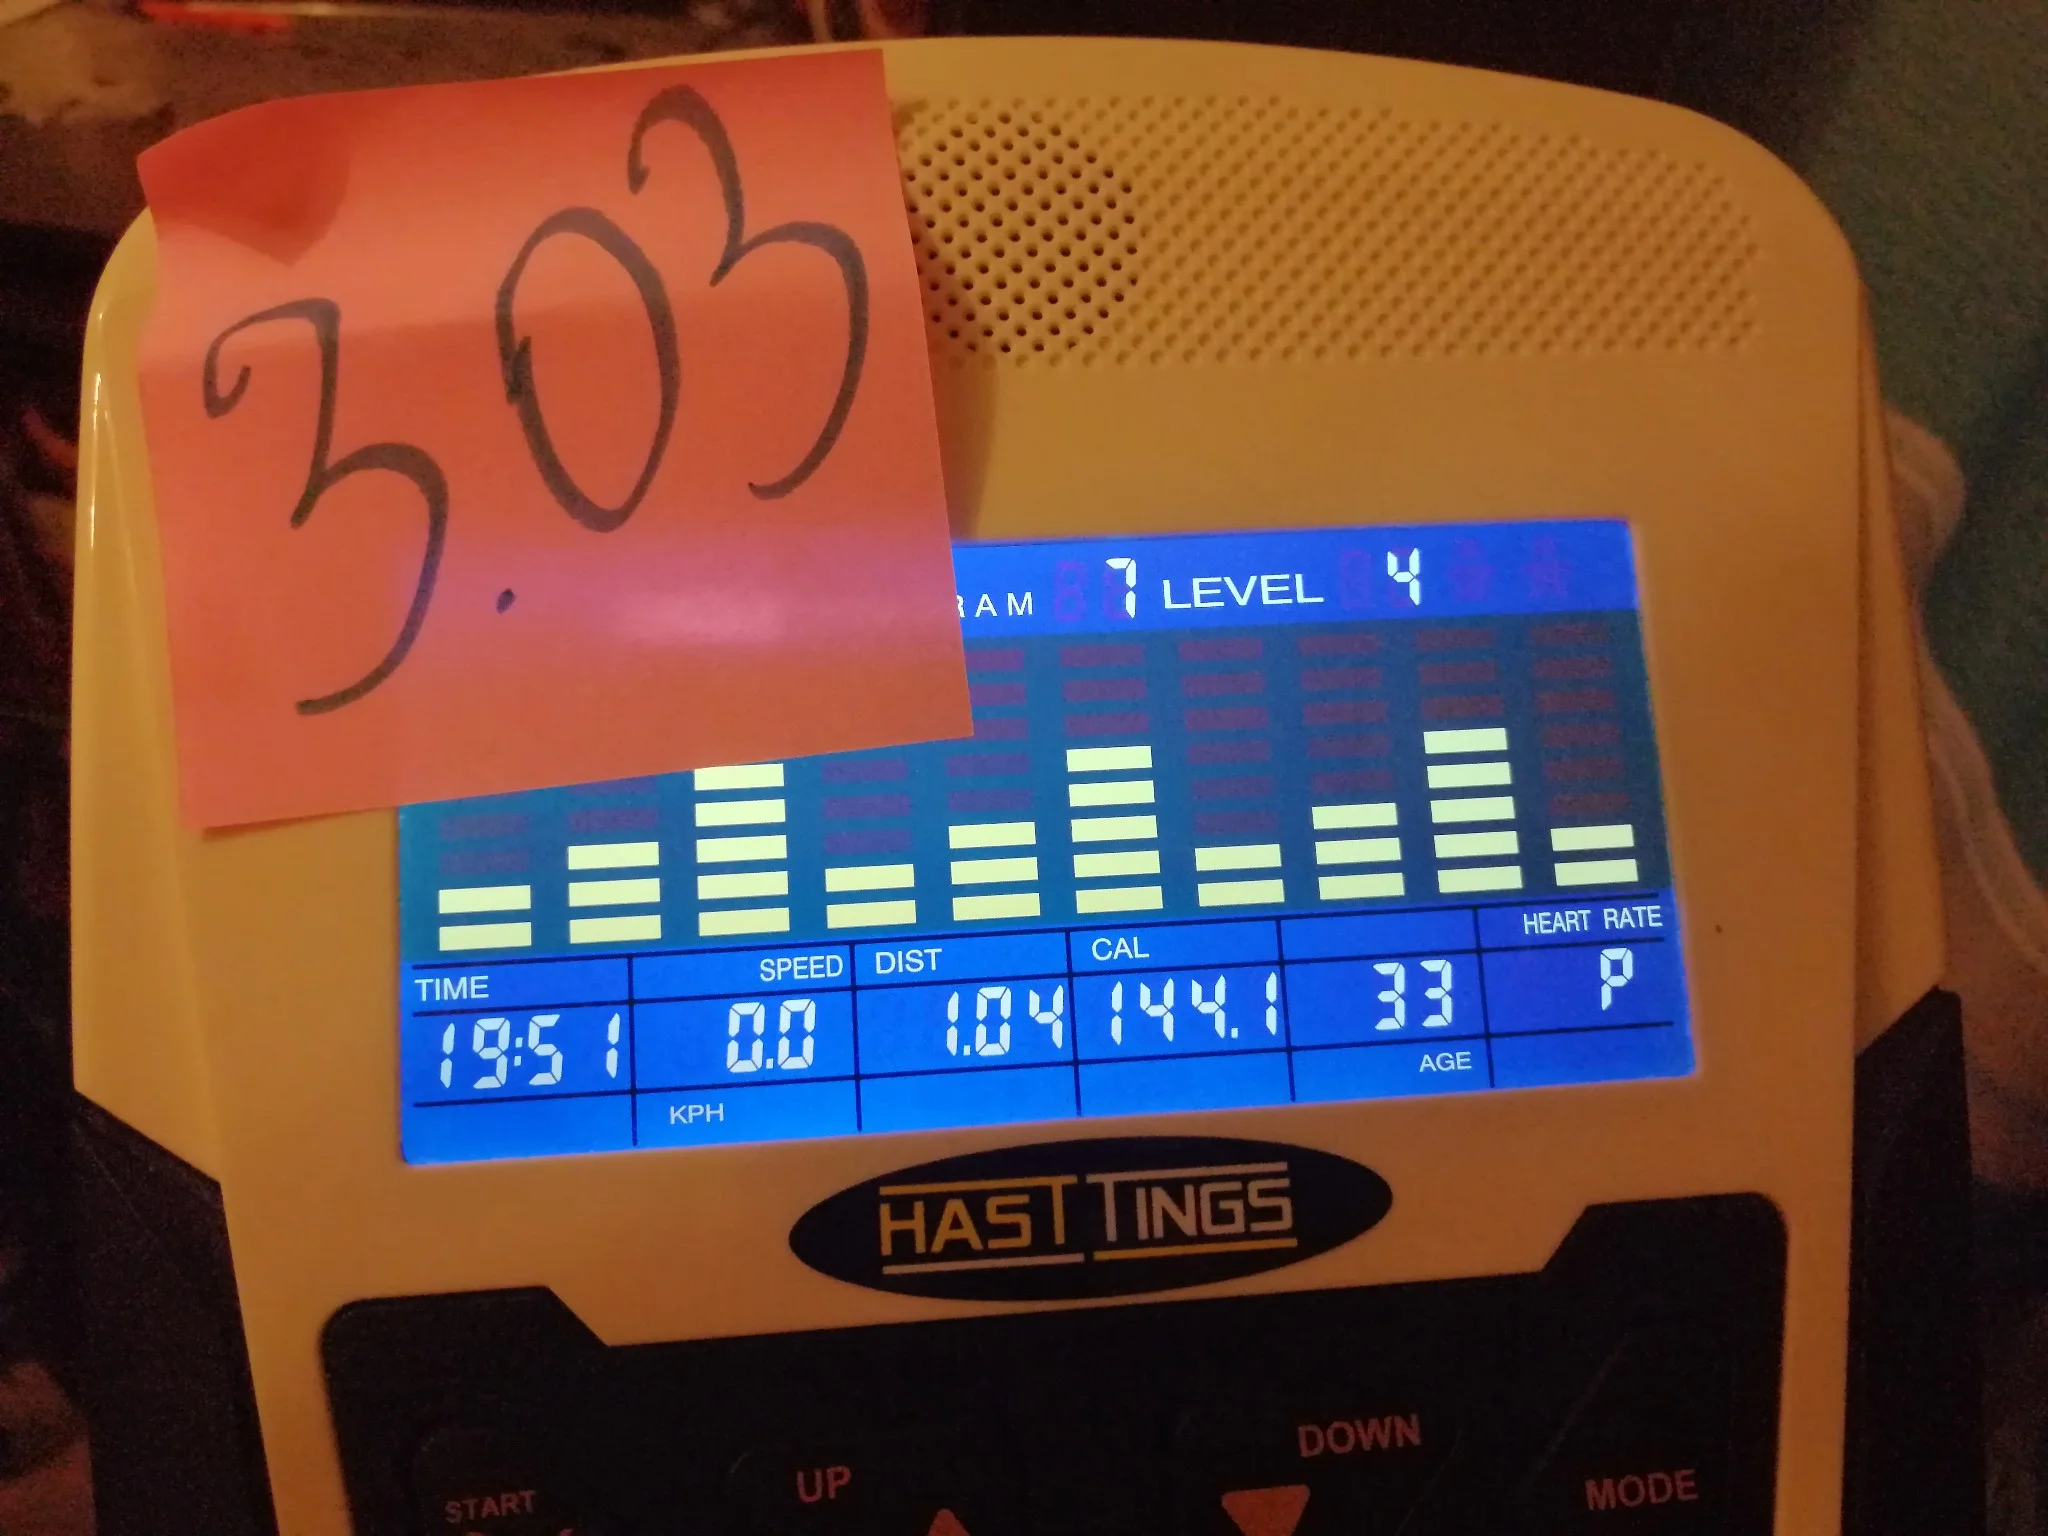 3.03
RAM 7 LEVEL 4
TIME SPEED DIST CAL HEART RATE
19:51 0.0 1.04 144.1 33 P
KPH AGE
HASTTINGS
START UP DOWN MODE